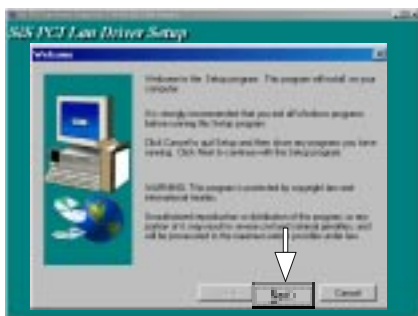 SiS PCI Lan Driver Setup
Welcome
Welcome to the Setup program. This program will install on your
computer.
It is strongly recommended that you exit all Windows programs
before running this Setup program.
Click Cancel to quit Setup and then close any programs you have
running. Click Next to continue with the Setup program.
WARNING: This program is protected by copyright law and
international treaties.
Unauthorized reproduction or distribution of this program, or any
portion of it, may result in severe civil and criminal penalties, and
will be prosecuted to the maximum extent possible under law.
Next >
Cancel